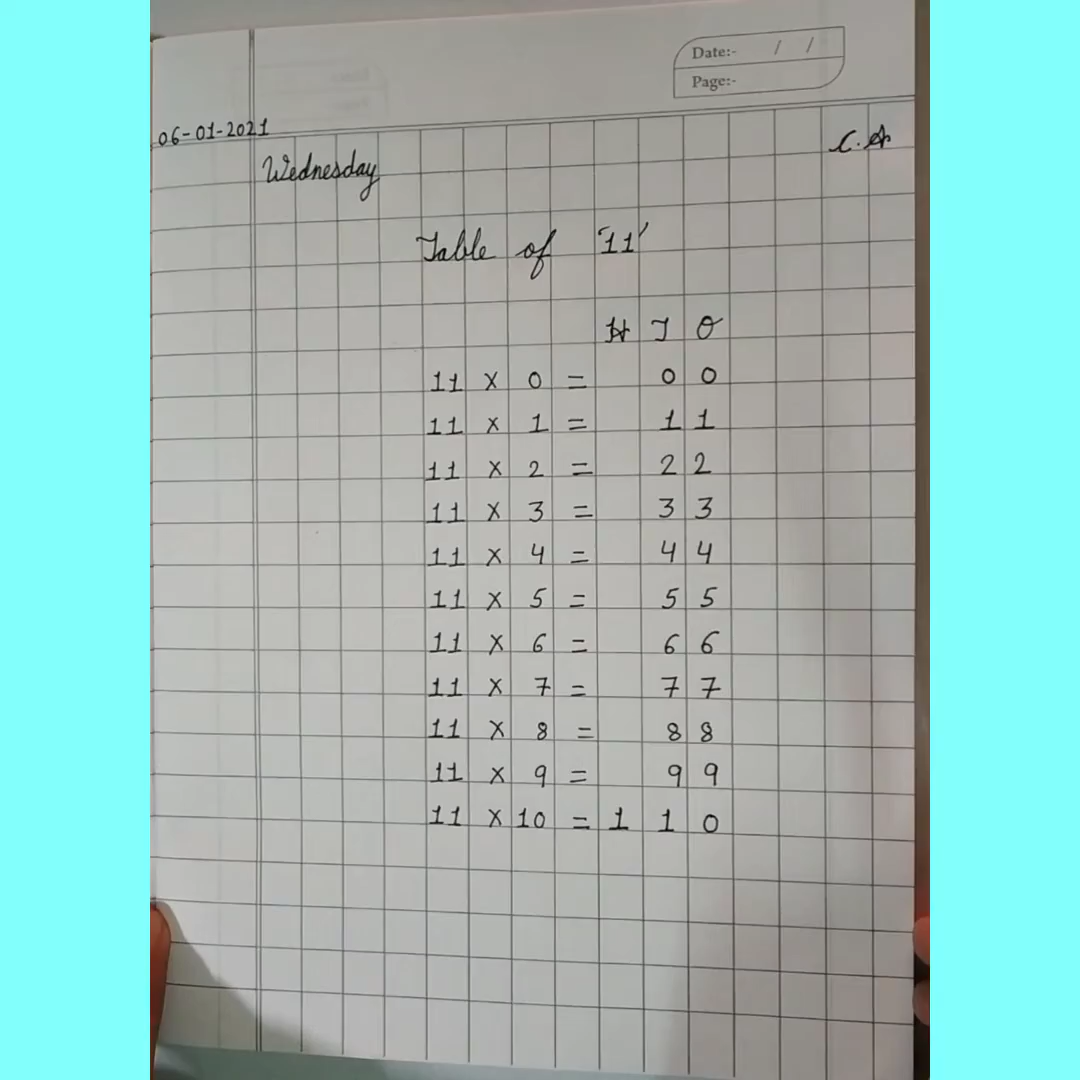 Date:- / /
Page:-
06-01-2021
C.A
Wednesday
Table of '11'
H T O
11 × 0 = 0 0
11 × 1 = 1 1
11 × 2 = 2 2
11 × 3 = 3 3
11 × 4 = 4 4
11 × 5 = 5 5
11 × 6 = 6 6
11 × 7 = 7 7
11 × 8 = 8 8
11 × 9 = 9 9
11 × 10 = 1 1 0